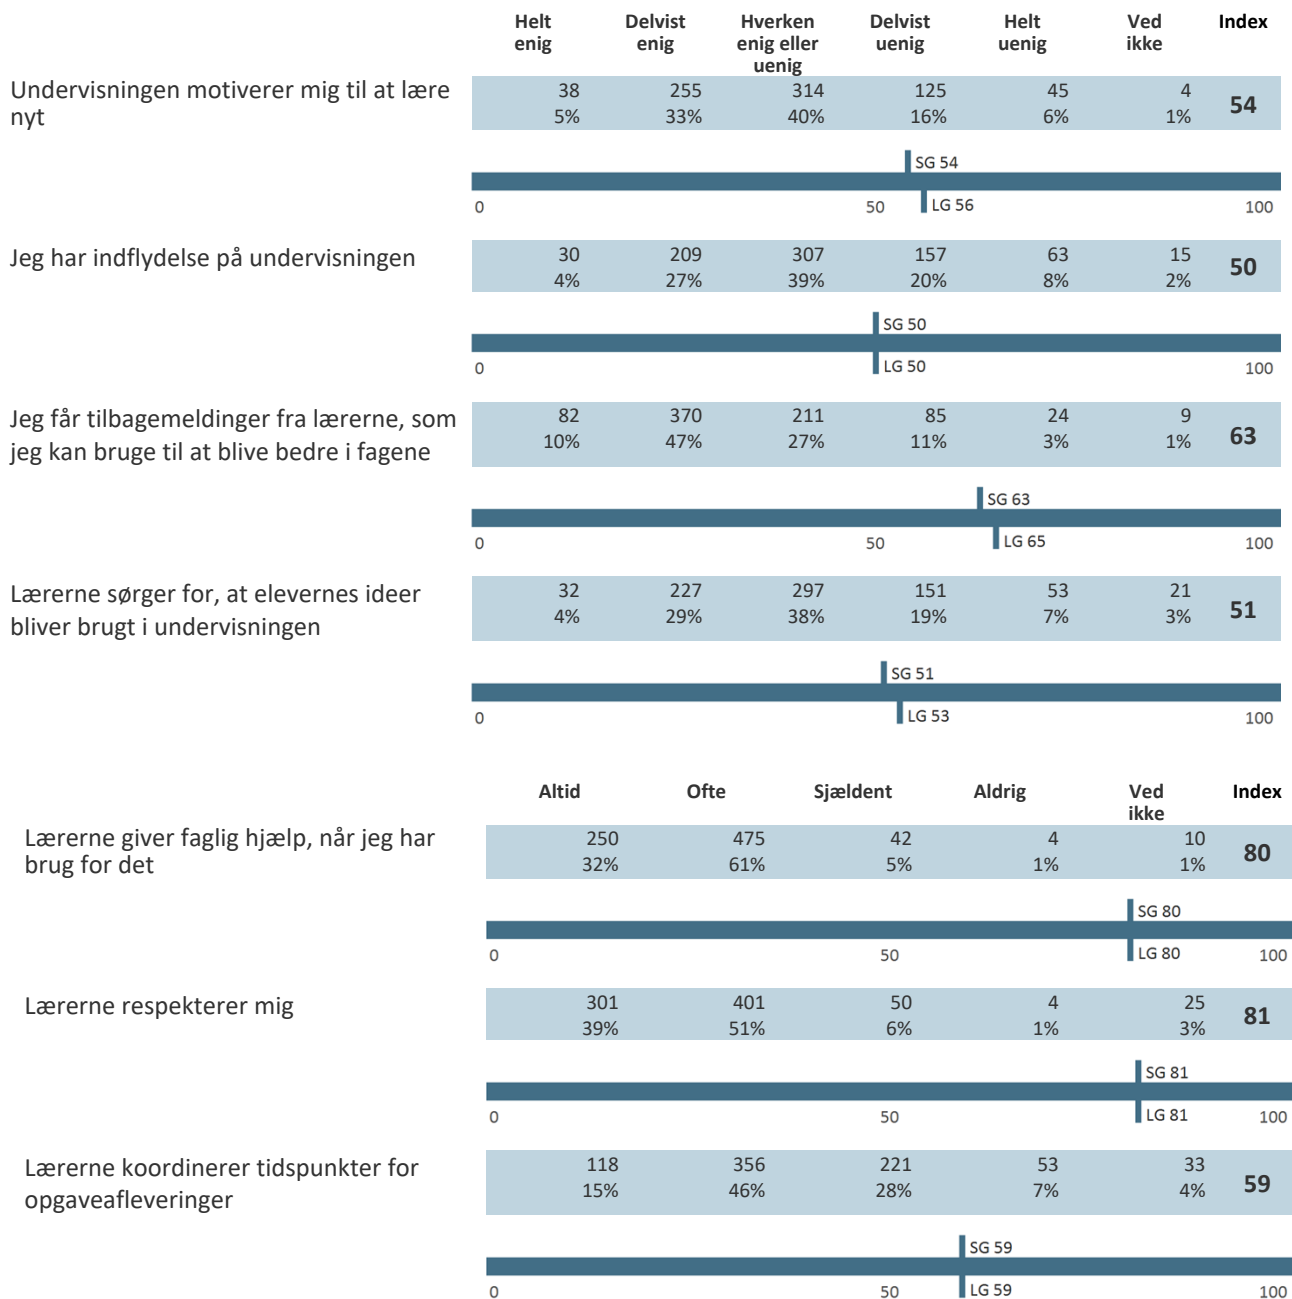 Helt enig Delvist enig Hverken enig eller uenig Delvist uenig Helt uenig Ved ikke Index
Undervisningen motiverer mig til at lære
nyt
38 255 314 125 45 4 54
5% 33% 40% 16% 6% 1%
SG 54
0 50 LG 56 100
Jeg har indflydelse på undervisningen
30 209 307 157 63 15 50
4% 27% 39% 20% 8% 2%
SG 50
0 LG 50 100
Jeg får tilbagemeldinger fra lærerne, som
jeg kan bruge til at blive bedre i fagene
82 370 211 85 24 9 63
10% 47% 27% 11% 3% 1%
SG 63
0 50 LG 65 100
Lærerne sørger for, at elevernes ideer
bliver brugt i undervisningen
32 227 297 151 53 21 51
4% 29% 38% 19% 7% 3%
SG 51
0 LG 53 100
Altid Ofte Sjældent Aldrig Ved ikke Index
Lærerne giver faglig hjælp, når jeg har
brug for det
250 475 42 4 10 80
32% 61% 5% 1% 1%
SG 80
0 50 LG 80 100
Lærerne respekterer mig
301 401 50 4 25 81
39% 51% 6% 1% 3%
SG 81
0 50 LG 81 100
Lærerne koordinerer tidspunkter for
opgaveafleveringer
118 356 221 53 33 59
15% 46% 28% 7% 4%
SG 59
0 50 LG 59 100